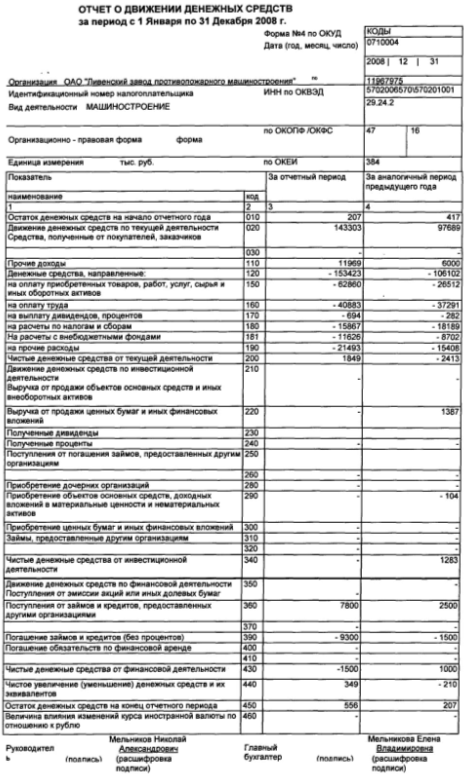 ОТЧЕТ О ДВИЖЕНИИ ДЕНЕЖНЫХ СРЕДСТВ
за период с 1 Января по 31 Декабря 2008 г.
КОДЫ
Форма №4 по ОКУД 0710004
Дата (год, месяц, число)
2008 | 12 | 31
Организация ОАО "Ливенский завод противопожарного машиностроения" по 11967975
Идентификационный номер налогоплательщика ИНН по ОКВЭД 5702006570\570201001
Вид деятельности МАШИНОСТРОЕНИЕ 29.24.2
по ОКОПФ /ОКФС 47 16
Организационно - правовая форма форма
Единица измерения тыс. руб. по ОКЕИ 384
Показатель За отчетный период За аналогичный период предыдущего года
наименование код
1 2 3 4
Остаток денежных средств на начало отчетного года 010 207 417
Движение денежных средств по текущей деятельности 020 143303 97689
Средства, полученные от покупателей, заказчиков
030 - -
Прочие доходы 110 11969 6000
Денежные средства, направленные: 120 - 153423 - 106102
на оплату приобретенных товаров, работ, услуг, сырья и 150 - 62860 - 26512
иных оборотных активов
на оплату труда 160 - 40883 - 37291
на выплату дивидендов, процентов 170 - 694 - 282
на расчеты по налогам и сборам 180 - 15867 - 18189
На расчеты с внебюджетными фондами 181 - 11626 - 8702
на прочие расходы 190 - 21493 - 15408
Чистые денежные средства от текущей деятельности 200 1849 - 2413
Движение денежных средств по инвестиционной 210
деятельности - -
Выручка от продажи объектов основных средств и иных
внеоборотных активов
Выручка от продажи ценных бумаг и иных финансовых 220 - 1387
вложений
Полученные дивиденды 230 - -
Полученные проценты 240 - -
Поступления от погашения займов, предоставленных другим 250 - -
организациям
260 - -
Приобретение дочерних организаций 280 - -
Приобретение объектов основных средств, доходных 290 - - 104
вложений в материальные ценности и нематериальных
активов
Приобретение ценных бумаг и иных финансовых вложений 300 - -
Займы, предоставленные другим организациям 310 - -
320 - -
Чистые денежные средства от инвестиционной 340 - 1283
деятельности
Движение денежных средств по финансовой деятельности 350
Поступления от эмиссии акций или иных долевых бумаг - -
Поступления от займов и кредитов, предоставленных 360 7800 2500
другими организациями
370 - -
Погашение займов и кредитов (без процентов) 390 - 9300 - 1500
Погашение обязательств по финансовой аренде 400 - -
410 - -
Чистые денежные средства от финансовой деятельности 430 -1500 1000
Чистое увеличение (уменьшение) денежных средств и их 440 349 - 210
эквивалентов
Остаток денежных средств на конец отчетного периода 450 556 207
Величина влияния изменений курса иностранной валюты по 460 - -
отношению к рублю
Мельников Николай Мельникова Елена
Руководител Александрович Главный Владимировна
ь (подпись) (расшифровка бухгалтер (подпись) (расшифровка
подписи) подписи)